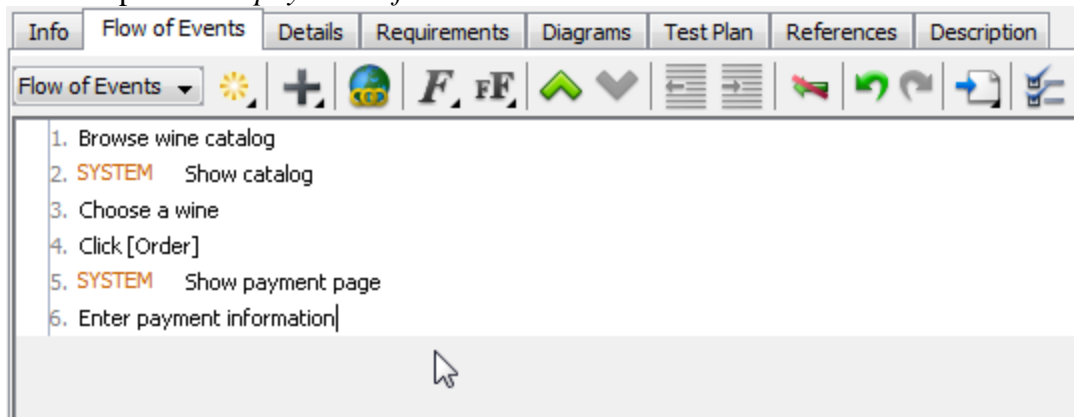 Info Flow of Events Details Requirements Diagrams Test Plan References Description
Flow of Events F FF
1. Browse wine catalog
2. SYSTEM Show catalog
3. Choose a wine
4. Click [Order]
5. SYSTEM Show payment page
6. Enter payment information